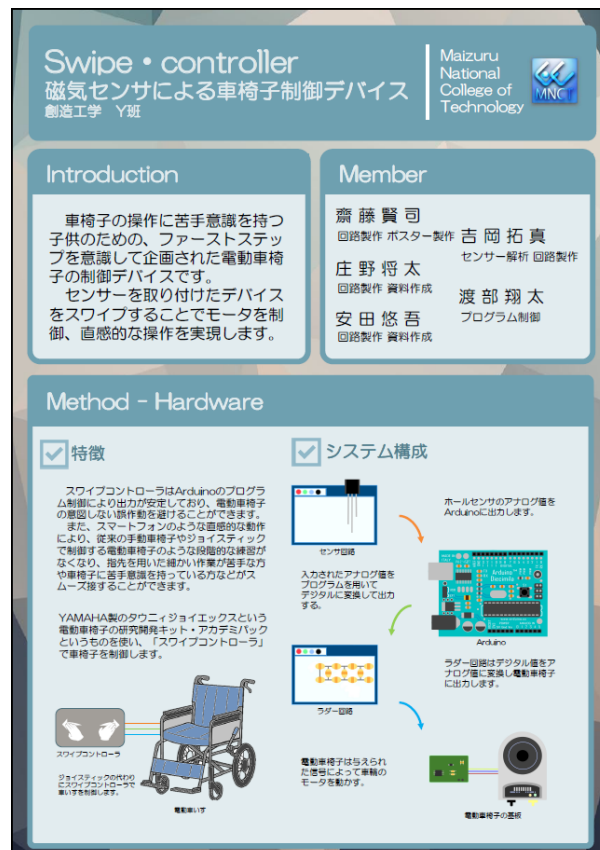 Swipe・controller
磁気センサによる車椅子制御デバイス
創造工学　Y班
Maizuru
National
College of
Technology
MNCT
Introduction
車椅子の操作に苦手意識を持つ
子供のための、ファーストステッ
プを意識して企画された電動車椅
子の制御デバイスです。
センサーを取り付けたデバイス
をスワイプすることでモータを制
御、直感的な操作を実現します。
Member
齋藤賢司
回路製作 ポスター製作
庄野将太
回路製作 資料作成
安田悠吾
回路製作 資料作成
吉岡拓真
センサー解析 回路製作
渡部翔太
プログラム制御
Method - Hardware
特徴
スワイプコントローラはArduinoのプログラ
ム制御により出力が安定しており、電動車椅子
の意図しない誤作動を避けることができます。
また、スマートフォンのような直感的な動作
により、従来の手動車椅子やジョイスティック
で制御する電動車椅子のような段階的な練習が
なくなり、指先を用いた細かい作業が苦手な方
や車椅子に苦手意識を持っている方などがス
ムーズ接することができます。
YAMAHA製のタウニィジョイエックスという
電動車椅子の研究開発キット・アカデミパック
というものを使い、「スワイプコントローラ」
で車椅子を制御します。
スワイプコントローラ
ジョイスティックの代わり
にスワイプコントローラで
車いすを制御します。
電動車いす
システム構成
センサ回路
ホールセンサのアナログ値を
Arduinoに出力します。
入力されたアナログ値を
プログラムを用いて
デジタルに変換して出力
する。
Arduino
ラダー回路
ラダー回路はデジタル値をア
ナログ値に変換し電動車椅子
に出力します。
電動車椅子は与えられ
た信号によって車輪の
モータを動かす。
電動車椅子の基板